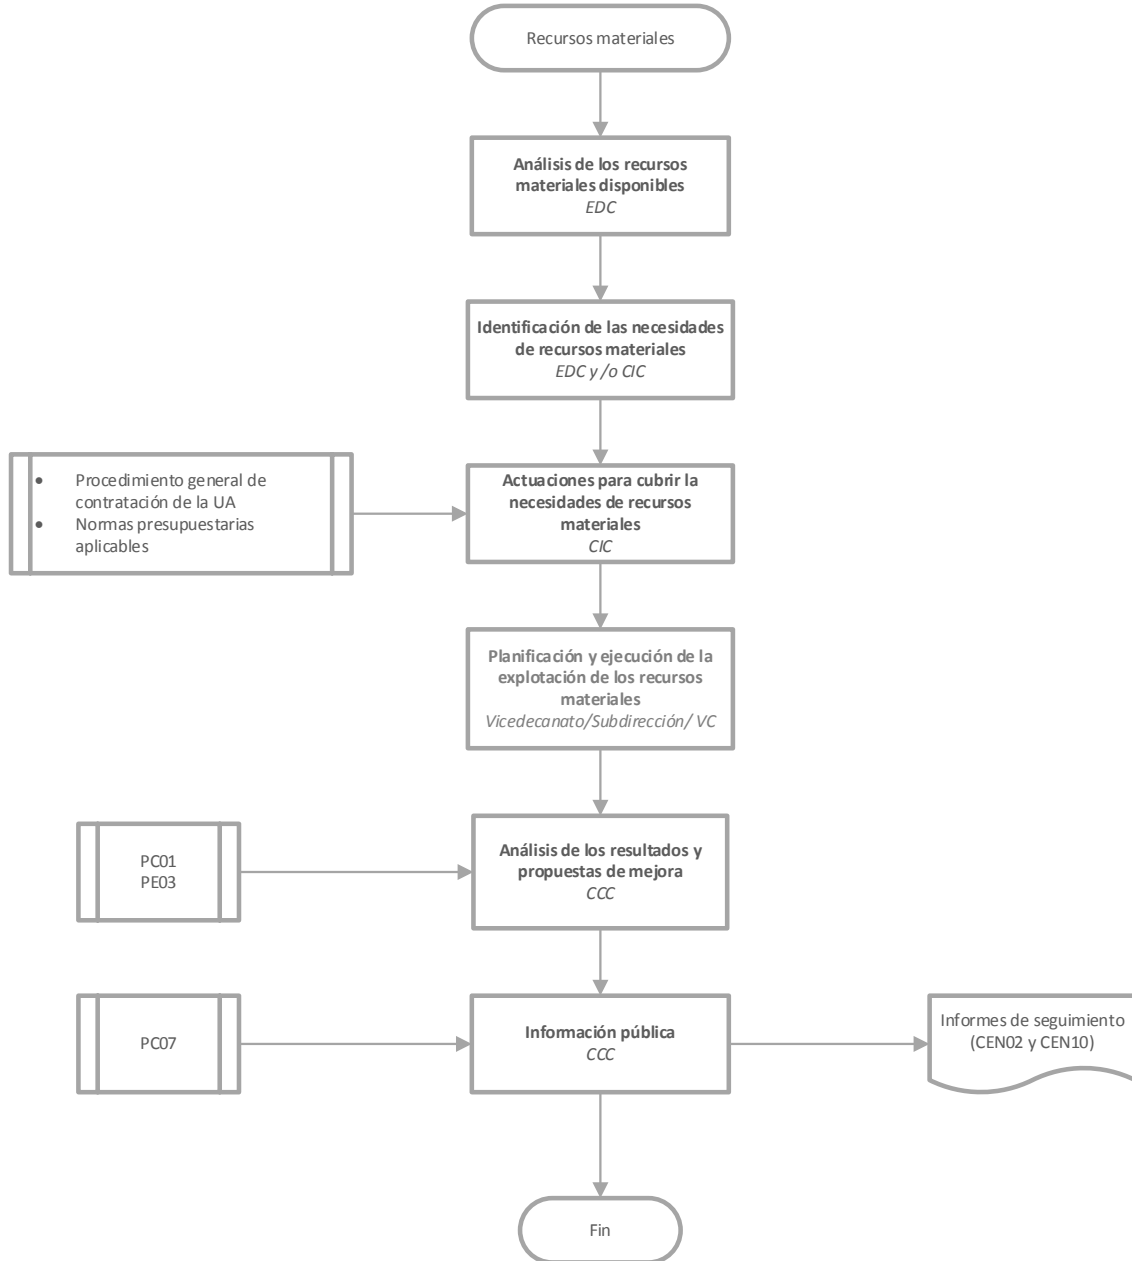 Recursos materiales
Análisis de los recursos
materiales disponibles
EDC
Identificación de las necesidades
de recursos materiales
EDC y /o CIC
• Procedimiento general de
contratación de la UA
• Normas presupuestarias
aplicables
Actuaciones para cubrir la
necesidades de recursos
materiales
CIC
Planificación y ejecución de la
explotación de los recursos
materiales
Vicedecanato/Subdirección/ VC
PC01
PE03
Análisis de los resultados y
propuestas de mejora
CCC
PC07
Información pública
CCC
Informes de seguimiento
(CEN02 y CEN10)
Fin